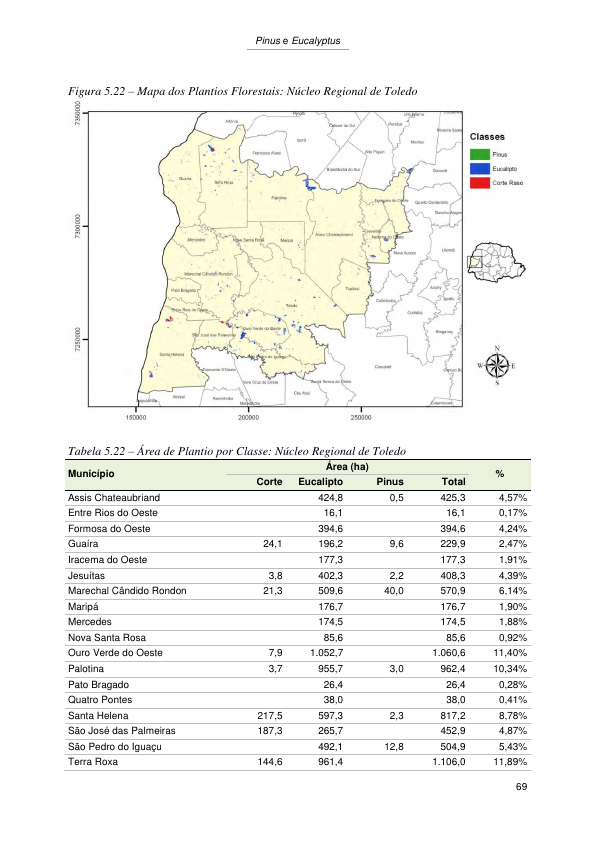 Pinus e Eucalyptus
Figura 5.22 – Mapa dos Plantios Florestais: Núcleo Regional de Toledo
7350000
7300000
7250000
150000
200000
250000
Guaíra
Terra Roxa
Francisco Alves
Iporã
Cafezal do Sul
Perobal
Alto Piquiri
Brasilândia do Sul
Palotina
Assis Chateaubriand
Formosa do Oeste
Jesuítas
Iracema do Oeste
Nova Aurora
Quarto Centenário
Goioerê
Rancho Alegre
Ubiratã
Mercedes
Nova Santa Rosa
Maripá
Marechal Cândido Rondon
Pato Bragado
Entre Rios do Oeste
Toledo
Tupãssi
Cafelândia
Corbélia
Anahy
Iguatu
Braganey
São José das Palmeiras
Ouro Verde do Oeste
Santa Helena
Diamante D'Oeste
Vera Cruz do Oeste
Céu Azul
Santa Tereza do Oeste
Cascavel
Missal
Ramilândia
Matelândia
Classes
Pinus
Eucalipto
Corte Raso
N
W E
S
Tabela 5.22 – Área de Plantio por Classe: Núcleo Regional de Toledo
Município Área (ha) %
Corte Eucalipto Pinus Total
Assis Chateaubriand 424,8 0,5 425,3 4,57%
Entre Rios do Oeste 16,1 16,1 0,17%
Formosa do Oeste 394,6 394,6 4,24%
Guaíra 24,1 196,2 9,6 229,9 2,47%
Iracema do Oeste 177,3 177,3 1,91%
Jesuítas 3,8 402,3 2,2 408,3 4,39%
Marechal Cândido Rondon 21,3 509,6 40,0 570,9 6,14%
Maripá 176,7 176,7 1,90%
Mercedes 174,5 174,5 1,88%
Nova Santa Rosa 85,6 85,6 0,92%
Ouro Verde do Oeste 7,9 1.052,7 1.060,6 11,40%
Palotina 3,7 955,7 3,0 962,4 10,34%
Pato Bragado 26,4 26,4 0,28%
Quatro Pontes 38,0 38,0 0,41%
Santa Helena 217,5 597,3 2,3 817,2 8,78%
São José das Palmeiras 187,3 265,7 452,9 4,87%
São Pedro do Iguaçu 492,1 12,8 504,9 5,43%
Terra Roxa 144,6 961,4 1.106,0 11,89%
69